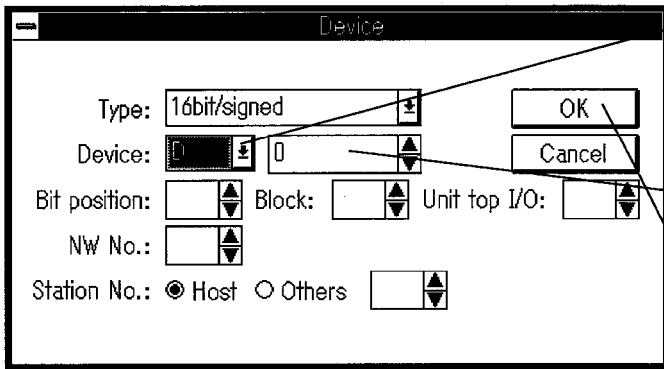 Device
Type: 16bit/signed OK
Device: D 0 Cancel
Bit position: Block: Unit top I/O:
NW No.:
Station No.: Host Others